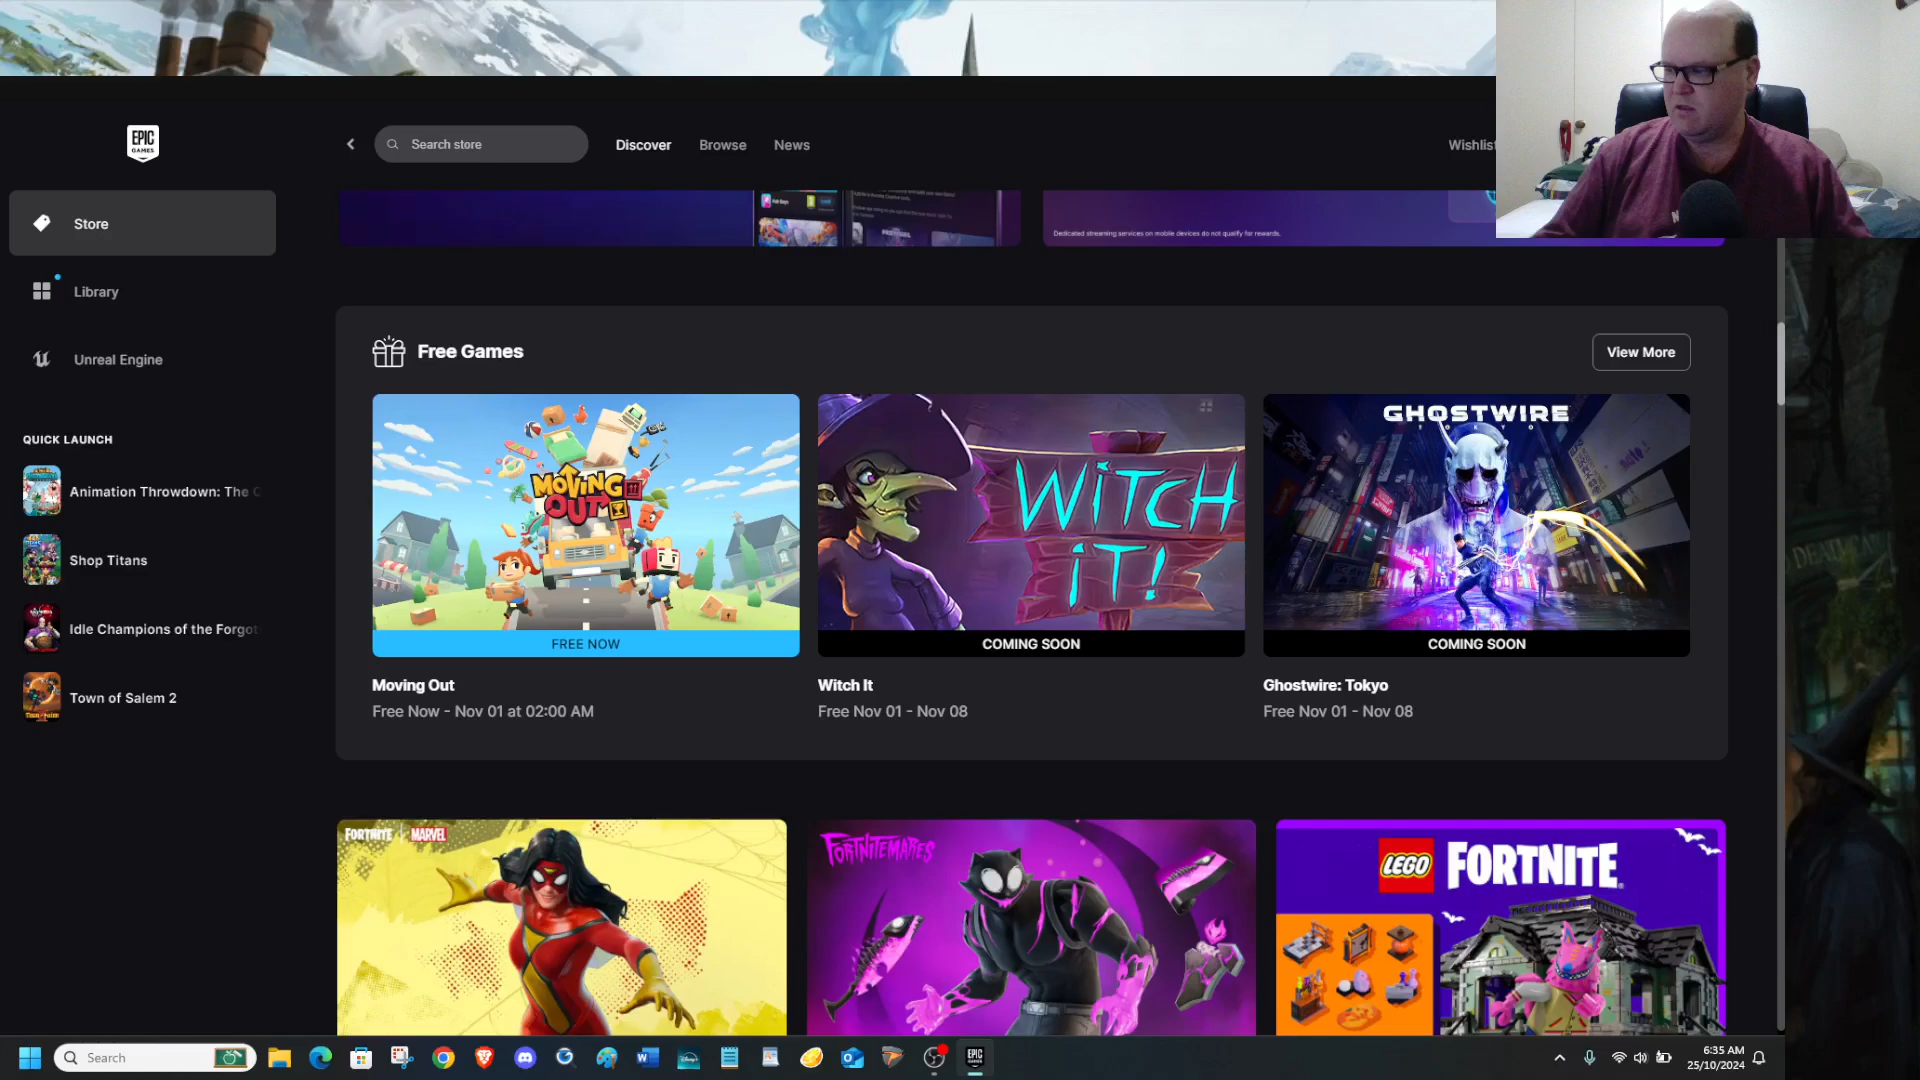 EPIC
GAMES
Search store
Discover
Browse
News
Wishlist
Store
Library
Unreal Engine
QUICK LAUNCH
Animation Throwdown: The
Shop Titans
Idle Champions of the
Town of Salem 2
Dedicated streaming services on mobile devices do not qualify for rewards.
Free Games
View More
MOVING
OUT
FREE NOW
Moving Out
Free Now - Nov 01 at 02:00 AM
WITCH
IT!
COMING SOON
Witch It
Free Nov 01 - Nov 08
GHOSTWIRE
TOKYO
COMING SOON
Ghostwire: Tokyo
Free Nov 01 - Nov 08
FORTNITE | MARVEL
FORTNITEMARES
LEGO FORTNITE
Search
6:35 AM
25/10/2024